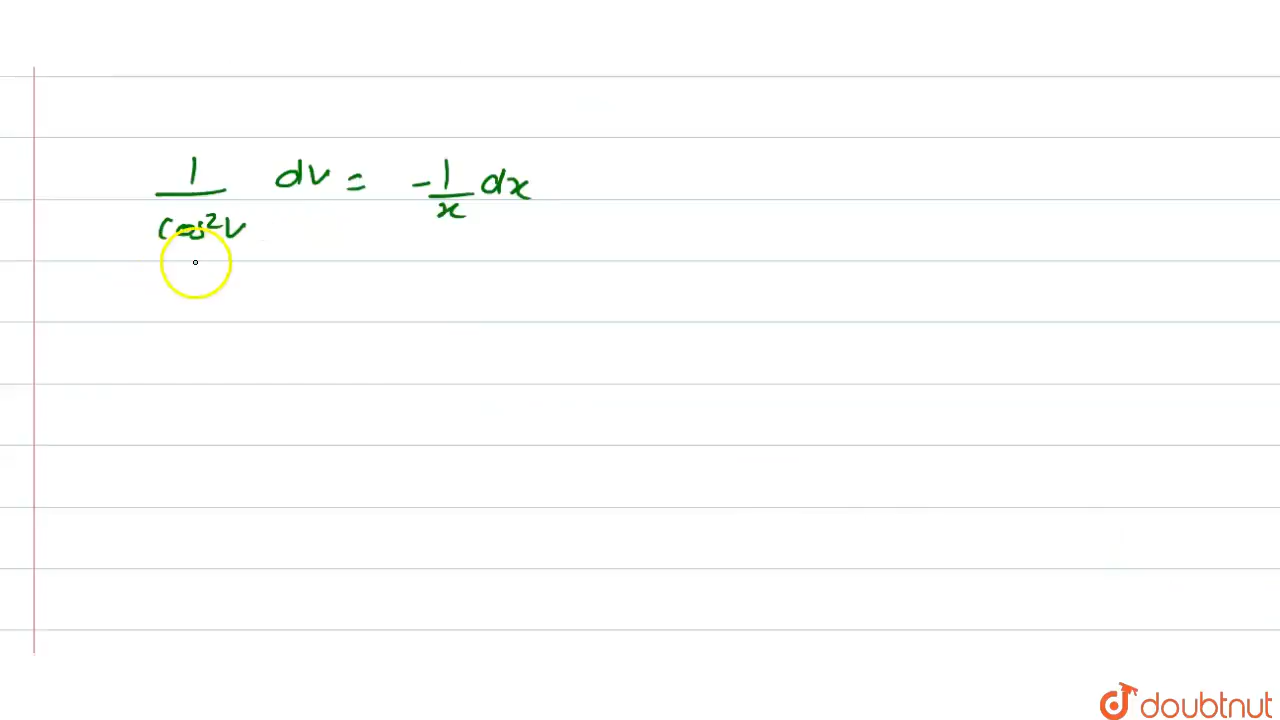 1/cos²v dv = -1/x dx
doubtnut